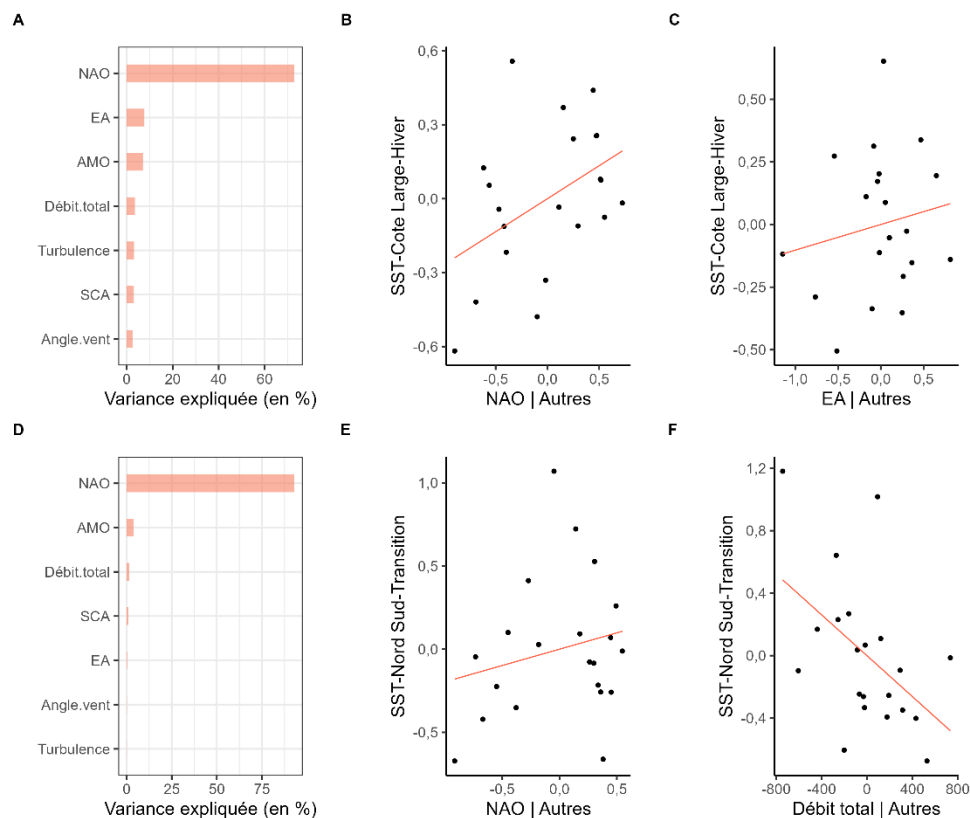 A
NAO
EA
AMO
Débit.total
Turbulence
SCA
Angle.vent
0 20 40 60
Variance expliquée (en %)
B
SST-Cote Large-Hiver
0,6
0,3
0,0
-0,3
-0,6
-0,5 0,0 0,5
NAO | Autres
C
SST-Cote Large-Hiver
0,50
0,25
0,00
-0,25
-0,50
-1,0 -0,5 0,0 0,5
EA | Autres
D
NAO
AMO
Débit.total
SCA
EA
Angle.vent
Turbulence
0 25 50 75
Variance expliquée (en %)
E
SST-Nord Sud-Transition
1,0
0,5
0,0
-0,5
-0,5 0,0 0,5
NAO | Autres
F
SST-Nord Sud-Transition
1,2
0,8
0,4
0,0
-0,4
-800 -400 0 400 800
Débit total | Autres